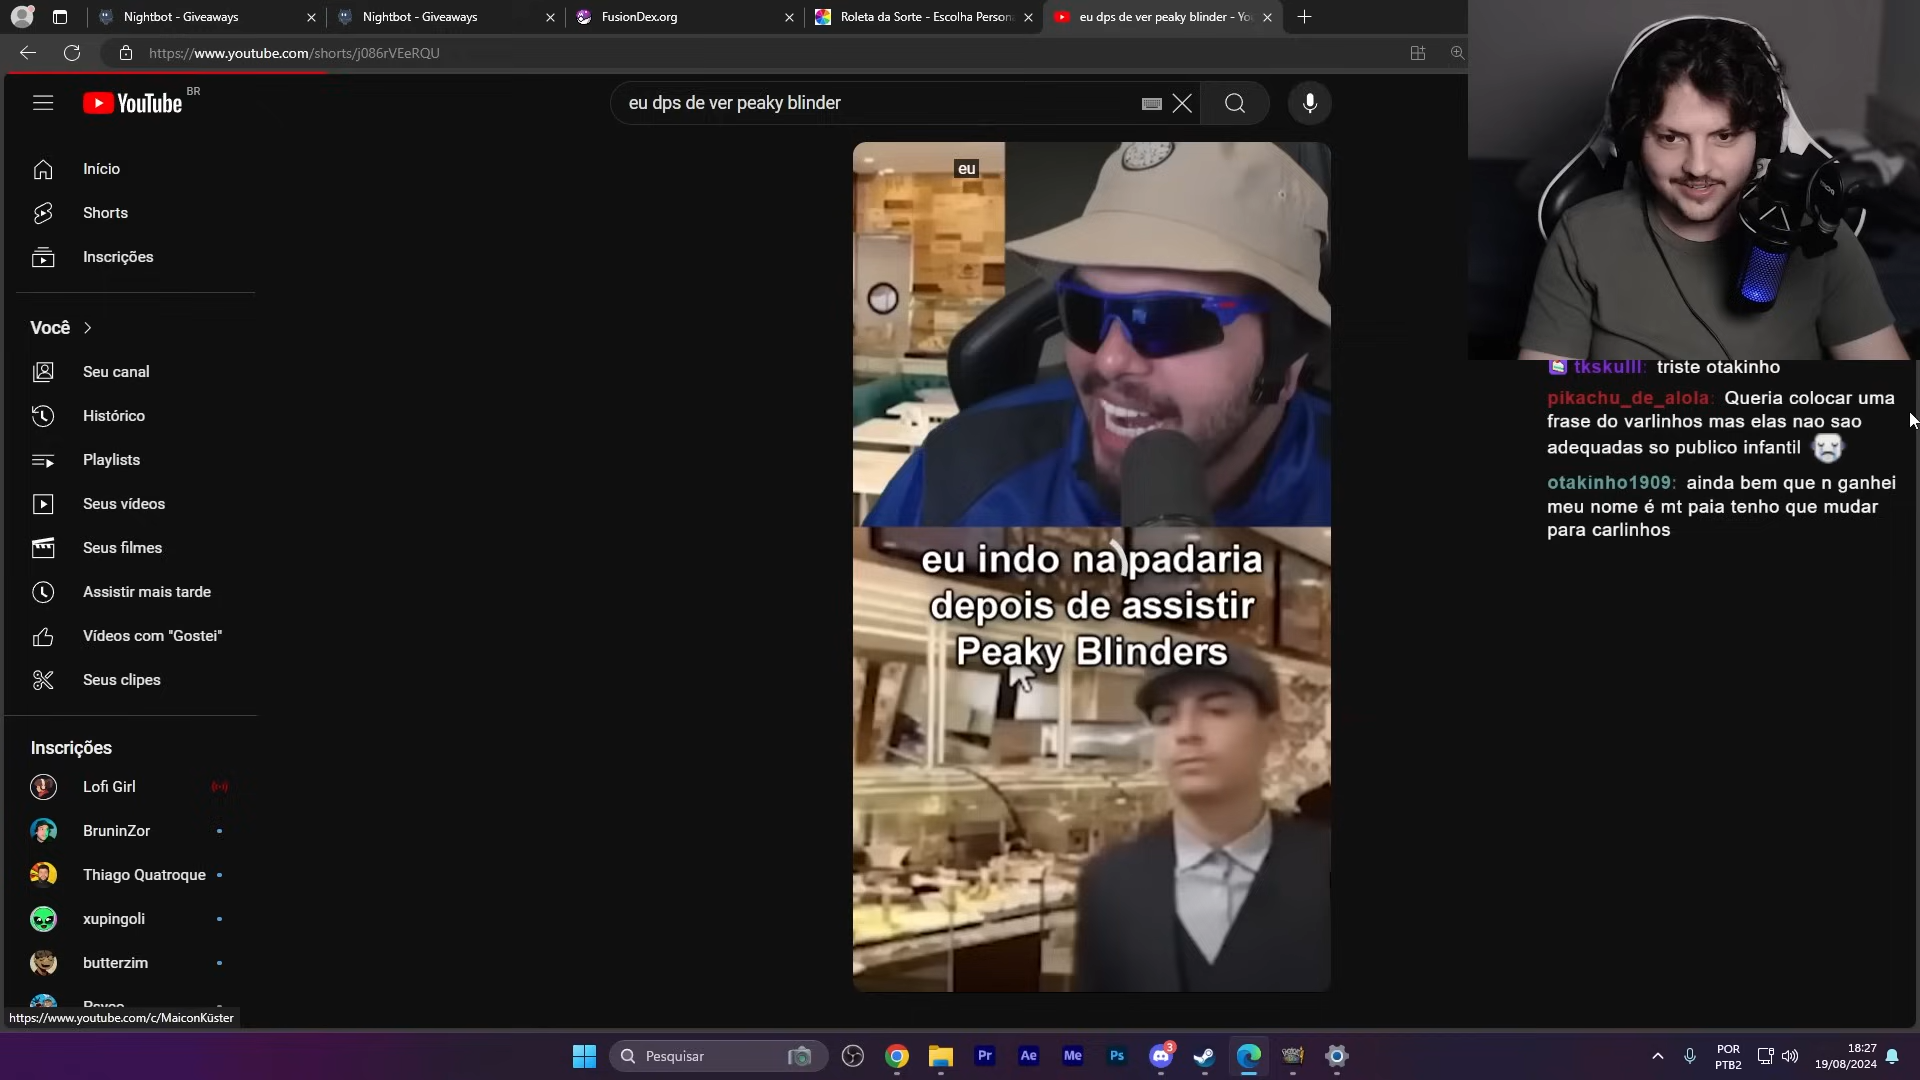 Nightbot - Giveaways
Nightbot - Giveaways
FusionDex.org
Roleta da Sorte - Escolha Person
eu dps de ver peaky blinder - Yo
https://www.youtube.com/shorts/j086rVEeRQU
YouTube BR
eu dps de ver peaky blinder
Início
Shorts
Inscrições
Você
Seu canal
Histórico
Playlists
Seus vídeos
Seus filmes
Assistir mais tarde
Vídeos com "Gostei"
Seus clipes
Inscrições
Lofi Girl
BruninZor
Thiago Quatroque
xupingoli
butterzim
https://www.youtube.com/c/MaiconKüster
eu
eu indo na padaria
depois de assistir
Peaky Blinders
tkskulll: triste otakinho
pikachu_de_alola: Queria colocar uma
frase do varlinhos mas elas nao sao
adequadas so publico infantil
otakinho1909: ainda bem que n ganhei
meu nome é mt paia tenho que mudar
para carlinhos
Pesquisar
Pr
Ae
Me
Ps
3
POR
PTB2
18:27
19/08/2024